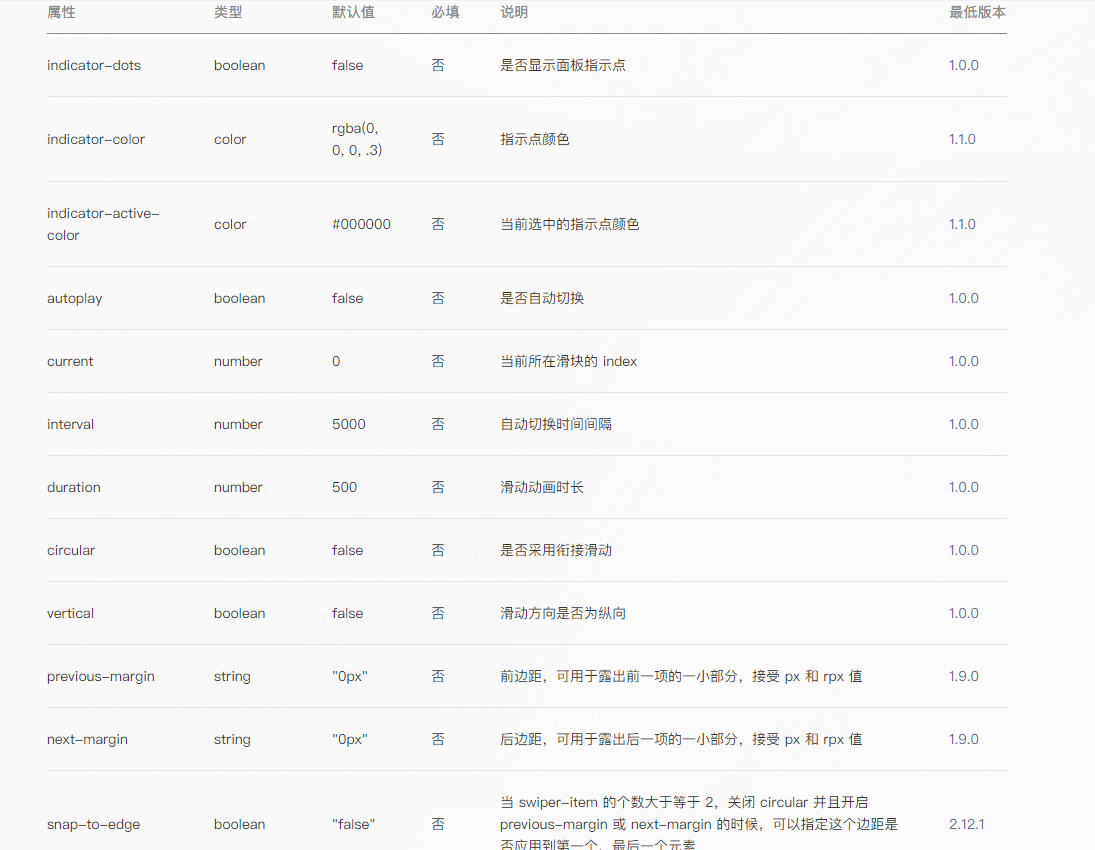 属性 类型 默认值 必填 说明 最低版本
indicator-dots boolean false 否 是否显示面板指示点 1.0.0
indicator-color color rgba(0, 0, 0, .3) 否 指示点颜色 1.1.0
indicator-active-color color #000000 否 当前选中的指示点颜色 1.1.0
autoplay boolean false 否 是否自动切换 1.0.0
current number 0 否 当前所在滑块的 index 1.0.0
interval number 5000 否 自动切换时间间隔 1.0.0
duration number 500 否 滑动动画时长 1.0.0
circular boolean false 否 是否采用衔接滑动 1.0.0
vertical boolean false 否 滑动方向是否为纵向 1.0.0
previous-margin string "0px" 否 前边距，可用于露出前一项的一小部分，接受 px 和 rpx 值 1.9.0
next-margin string "0px" 否 后边距，可用于露出后一项的一小部分，接受 px 和 rpx 值 1.9.0
当 swiper-item 的个数大于等于 2，关闭 circular 并且开启
snap-to-edge boolean "false" 否 previous-margin 或 next-margin 的时候，可以指定这个边距是 2.12.1
否应用到第一个、最后一个元素